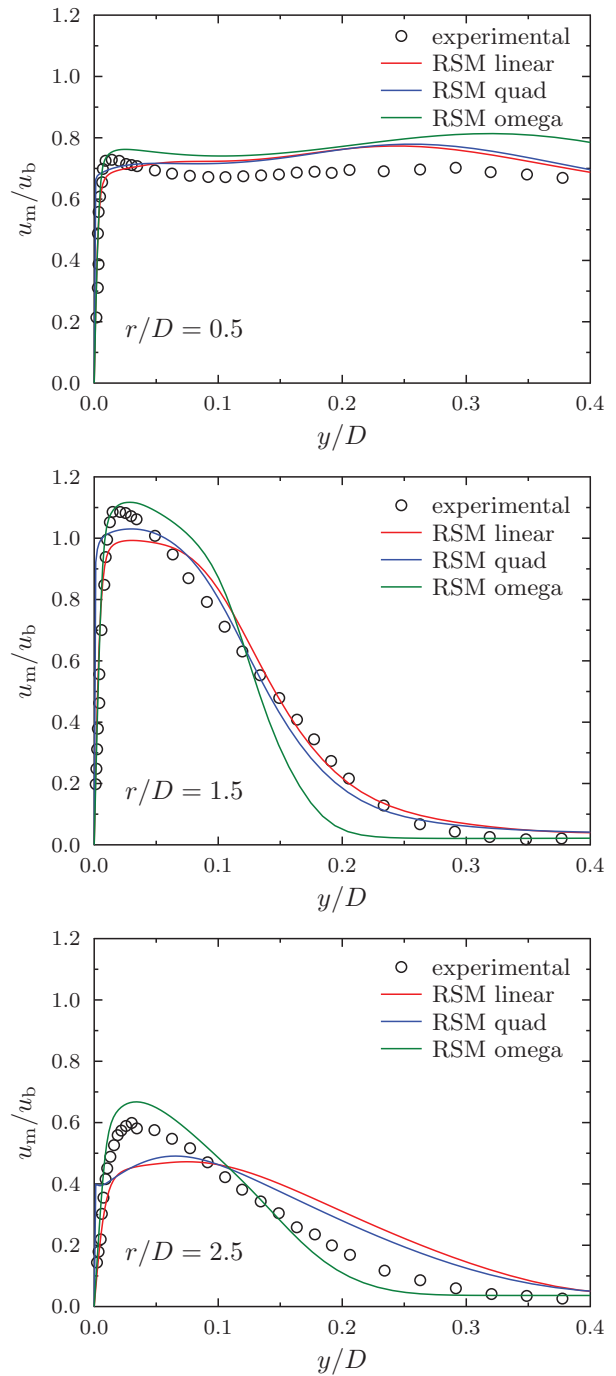 1.2
1.0
0.8
0.6
0.4
0.2
0.0
u_m/u_b
experimental
RSM linear
RSM quad
RSM omega
r/D = 0.5
0.0 0.1 0.2 0.3 0.4
y/D
1.2
1.0
0.8
0.6
0.4
0.2
0.0
u_m/u_b
experimental
RSM linear
RSM quad
RSM omega
r/D = 1.5
0.0 0.1 0.2 0.3 0.4
y/D
1.2
1.0
0.8
0.6
0.4
0.2
0.0
u_m/u_b
experimental
RSM linear
RSM quad
RSM omega
r/D = 2.5
0.0 0.1 0.2 0.3 0.4
y/D